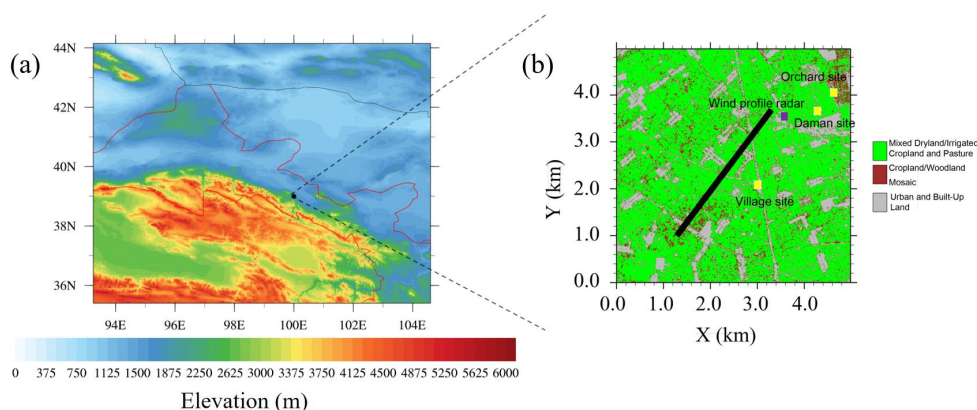 (a)
44N
42N
40N
38N
36N
94E 96E 98E 100E 102E 104E
0 375 750 1125 1500 1875 2250 2625 3000 3375 3750 4125 4500 5250 5625 6000
Elevation (m)
(b)
Y (km)
4.0
3.0
2.0
1.0
0.0
0.0 1.0 2.0 3.0 4.0
X (km)
Orchard site
Wind profile radar
Daman site
Village site
Mixed Dryland/Irrigated
Cropland and Pasture
Cropland/Woodland
Mosaic
Urban and Built-Up
Land